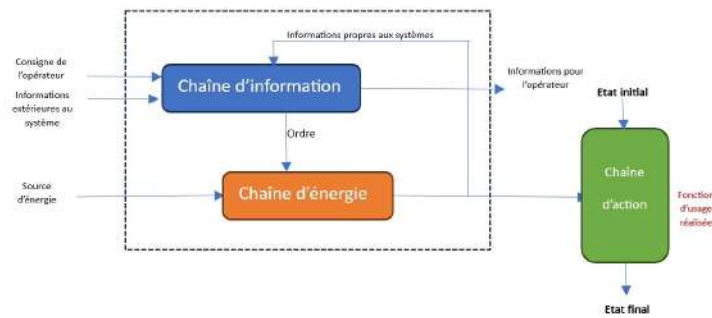 Informations propres aux systèmes
Consigne de
l'opérateur
Informations
extérieures au
système
Chaîne d'information
Informations pour
l'opérateur
Etat initial
Ordre
Source
d'énergie
Chaîne d'énergie
Chaîne
d'action
Fonction
d'usage
réalisée
Etat final